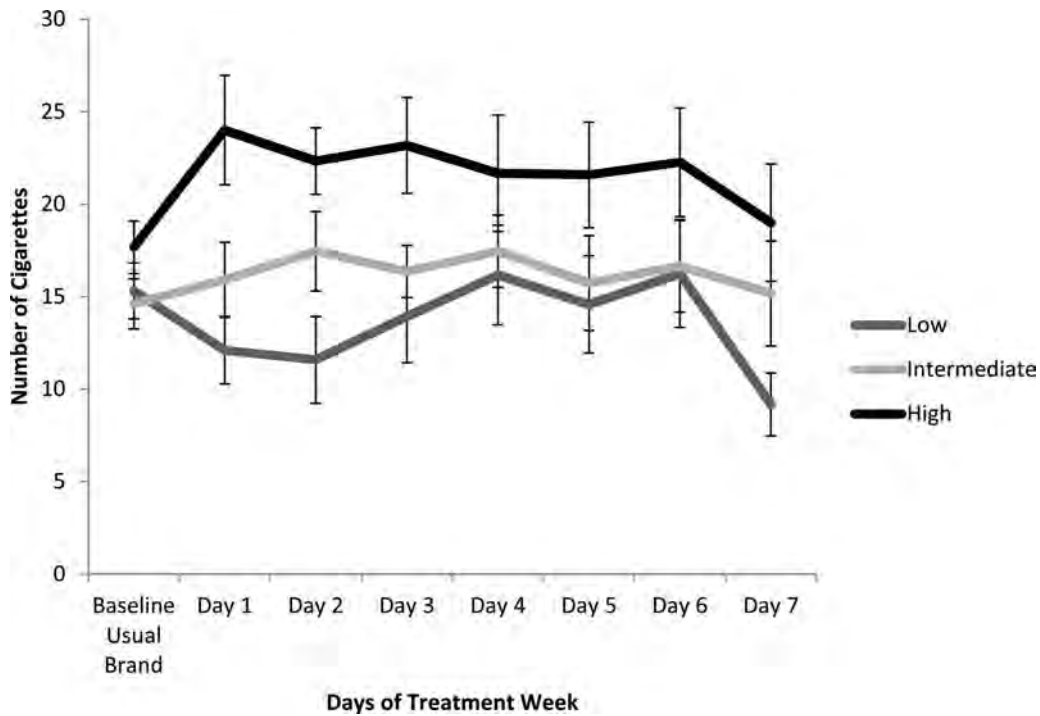 30
25
20
15
10
5
0
Number of Cigarettes
Baseline Usual Brand
Day 1
Day 2
Day 3
Day 4
Day 5
Day 6
Day 7
Days of Treatment Week
Low
Intermediate
High